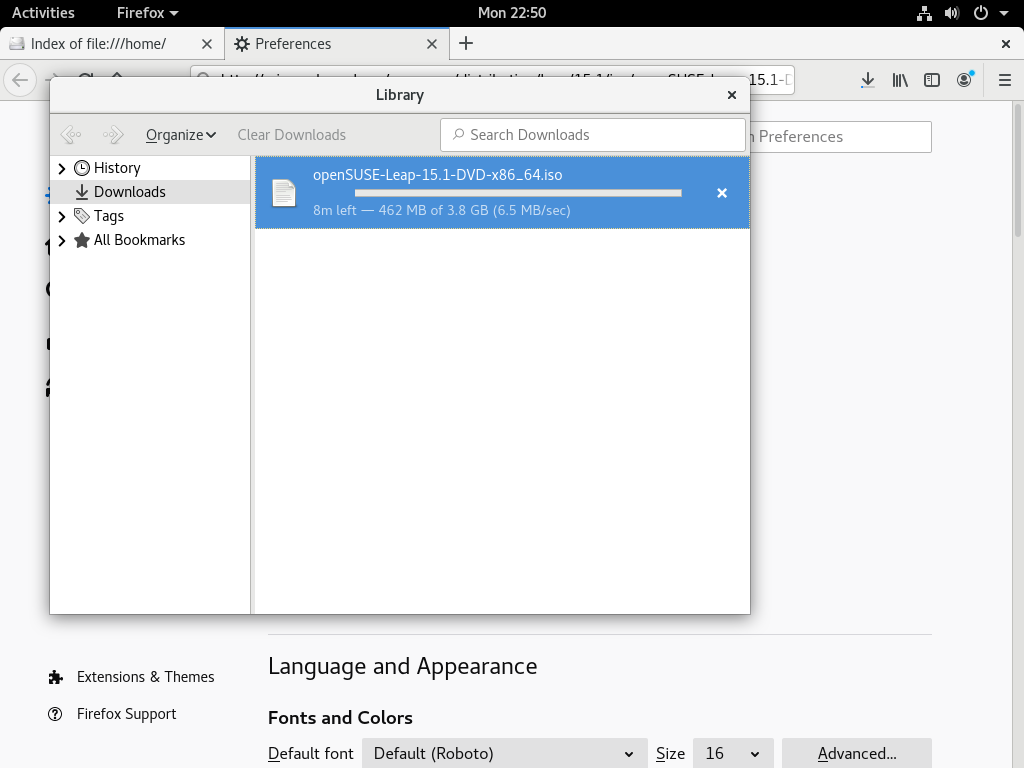 Activities Firefox Mon 22:50
Index of file:///home/ Preferences
15.1-D
Library
Organize Clear Downloads Search Downloads
Preferences
History
Downloads
Tags
All Bookmarks
openSUSE-Leap-15.1-DVD-x86_64.iso
8m left — 462 MB of 3.8 GB (6.5 MB/sec)
Language and Appearance
Extensions & Themes
Firefox Support
Fonts and Colors
Default font Default (Roboto) Size 16 Advanced...